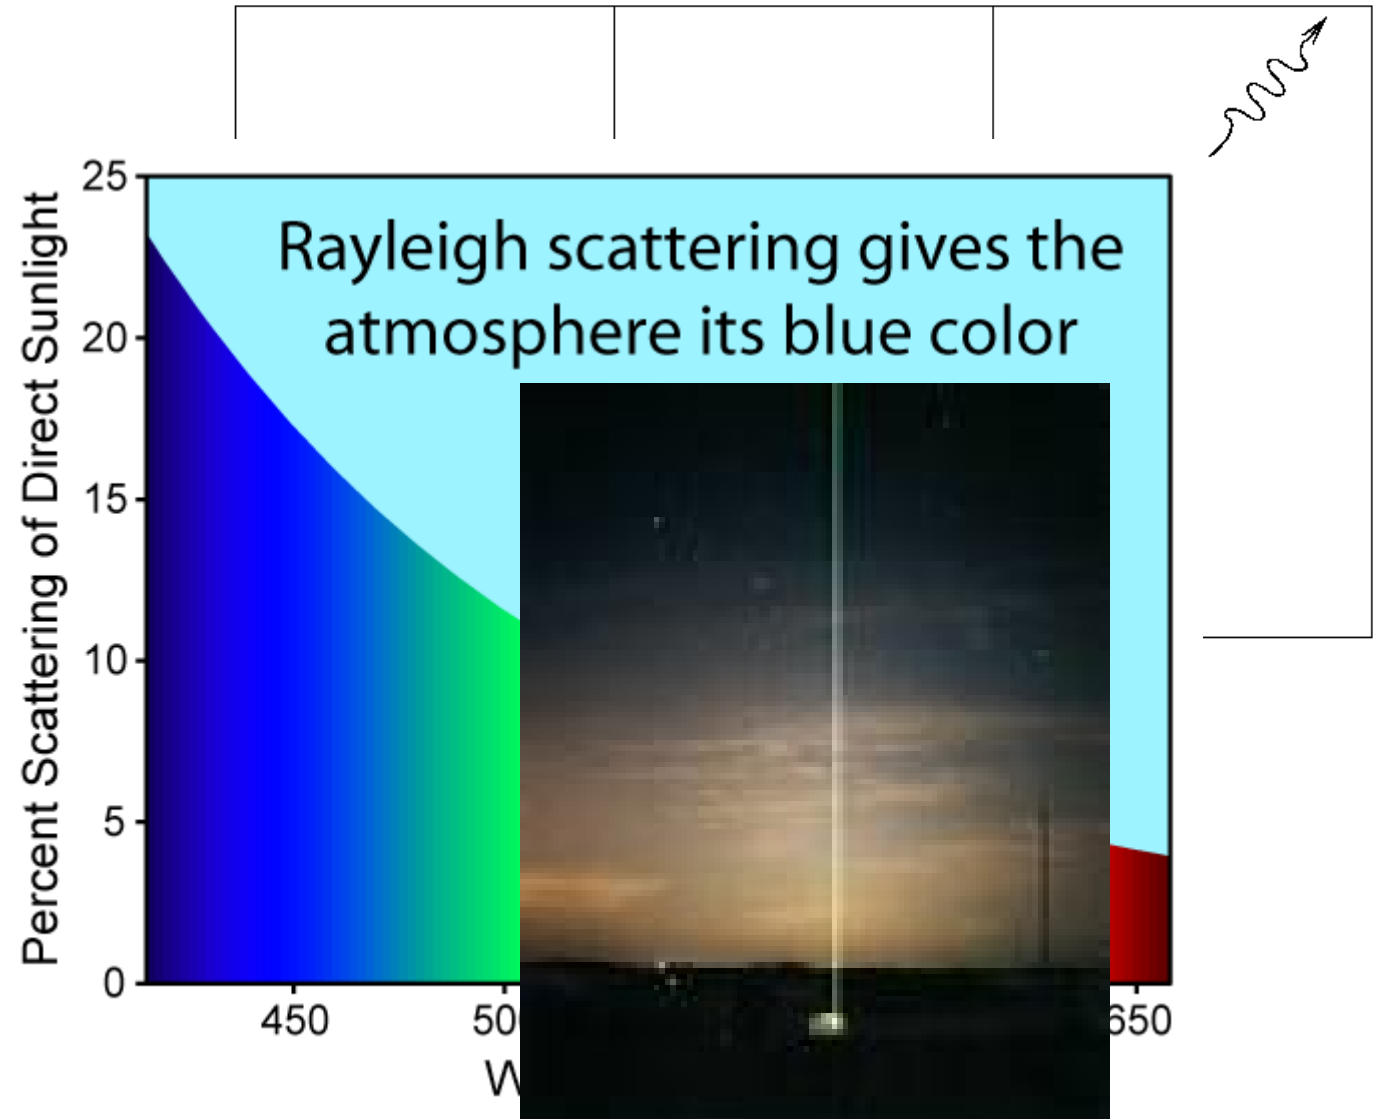 25
Rayleigh scattering gives the
atmosphere its blue color
20
15
10
5
0
Percent Scattering of Direct Sunlight
450